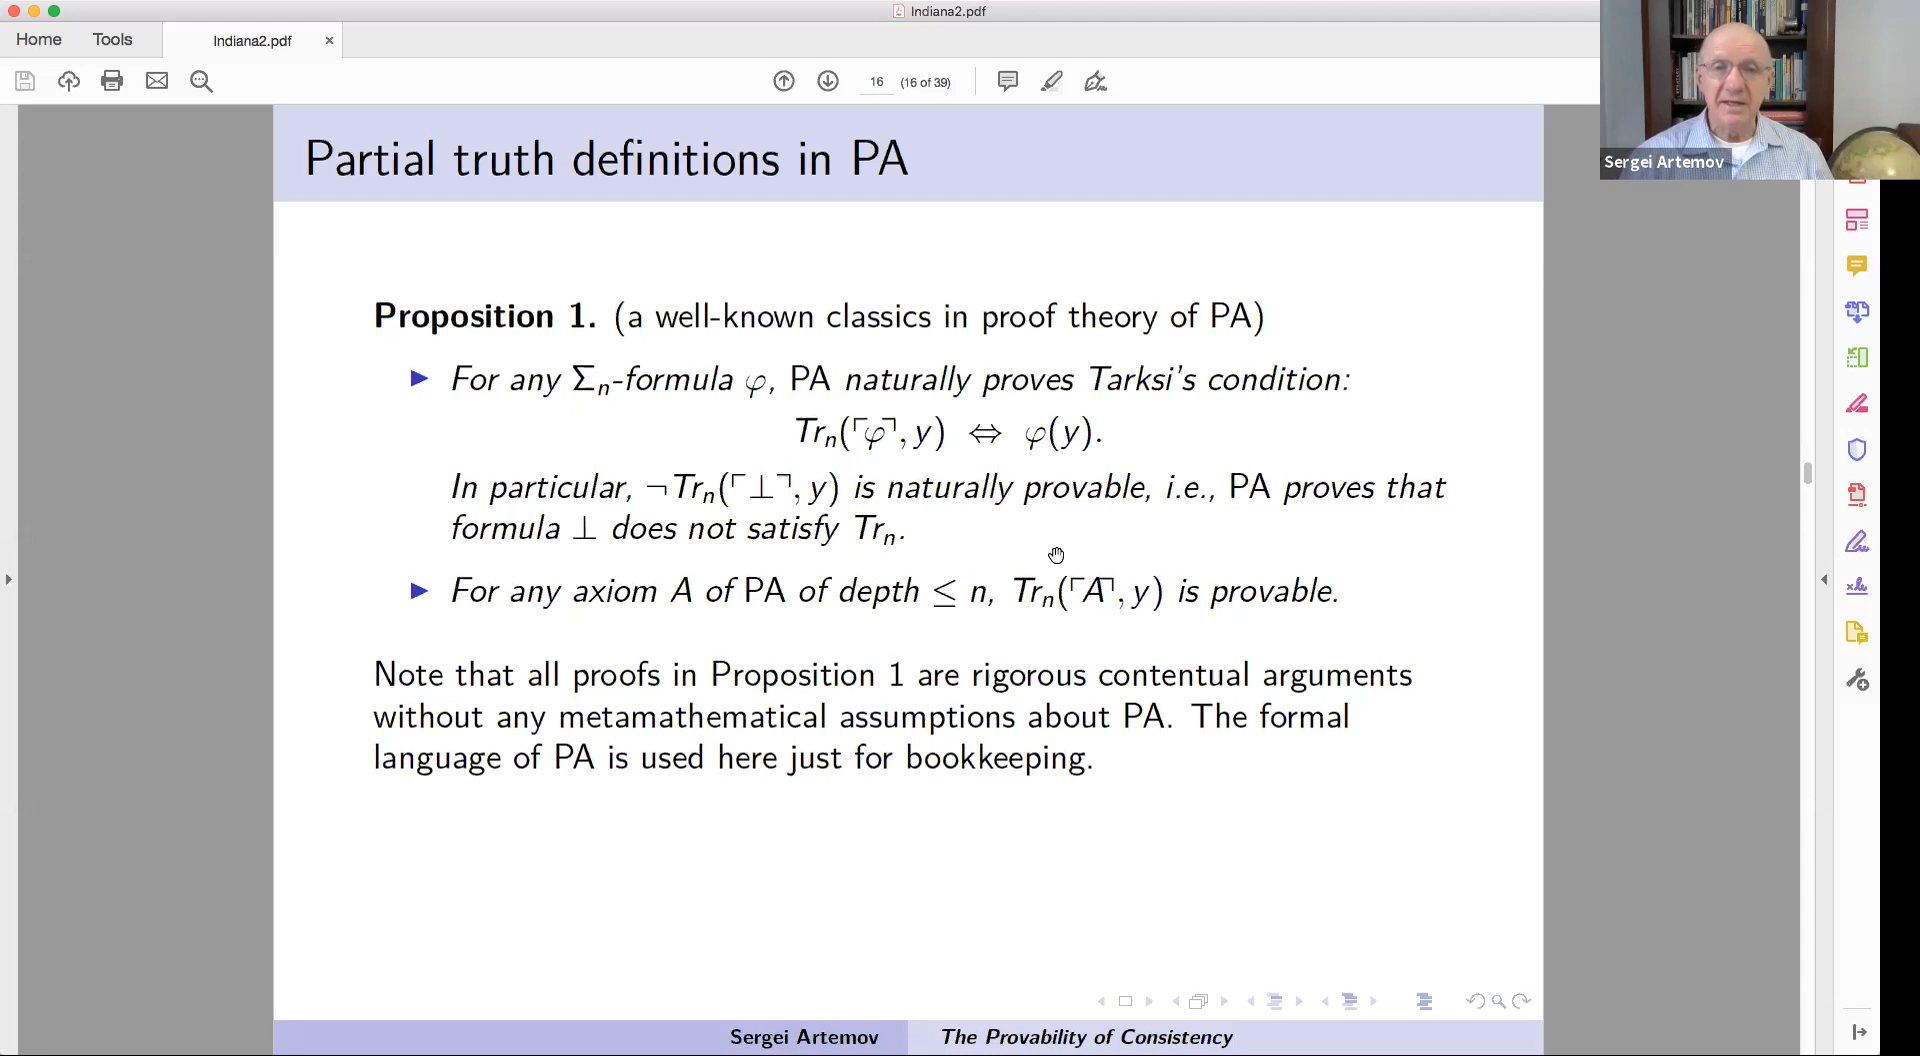 Indiana2.pdf
Home Tools Indiana2.pdf ×
16 (16 of 39)
Sergei Artemov
Partial truth definitions in PA
Proposition 1. (a well-known classics in proof theory of PA)
▶ For any Σn-formula φ, PA naturally proves Tarksi's condition:
Trn(⌜φ⌝, y) ⇔ φ(y).
In particular, ¬Trn(⌜⊥⌝, y) is naturally provable, i.e., PA proves that
formula ⊥ does not satisfy Trn.
▶ For any axiom A of PA of depth ≤ n, Trn(⌜A⌝, y) is provable.
Note that all proofs in Proposition 1 are rigorous contentual arguments
without any metamathematical assumptions about PA. The formal
language of PA is used here just for bookkeeping.
Sergei Artemov The Provability of Consistency